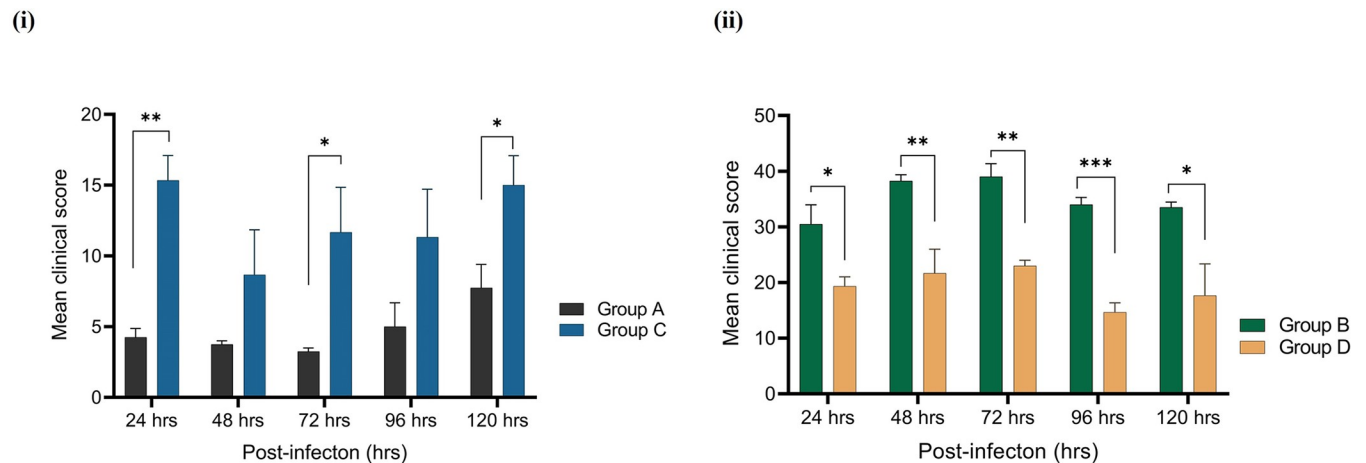 (i)
20
15
10
5
0
Mean clinical score
**
*
*
24 hrs 48 hrs 72 hrs 96 hrs 120 hrs
Post-infecton (hrs)
Group A
Group C
(ii)
50
40
30
20
10
0
Mean clinical score
*
**
**
***
*
24 hrs 48 hrs 72 hrs 96 hrs 120 hrs
Post-infecton (hrs)
Group B
Group D